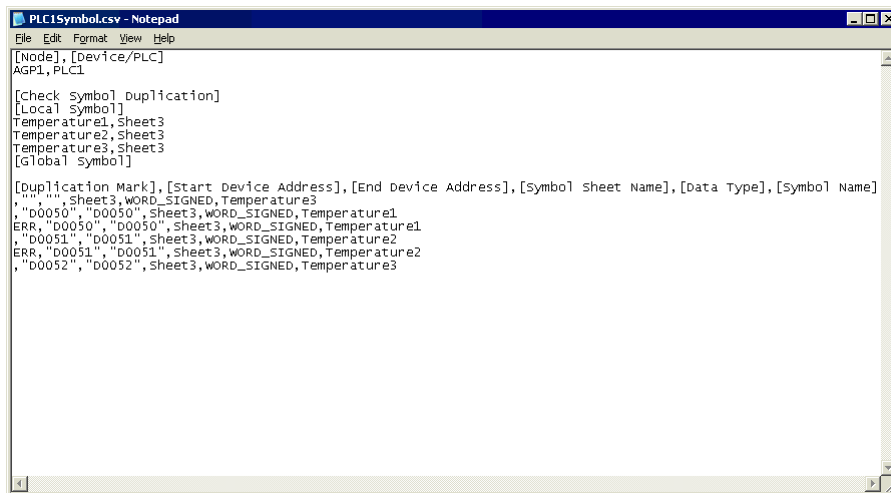 PLC1Symbol.csv - Notepad
File Edit Format View Help
[Node],[Device/PLC]
AGP1,PLC1
[Check Symbol Duplication]
[Local Symbol]
Temperature1,Sheet3
Temperature2,Sheet3
Temperature3,Sheet3
[Global Symbol]
[Duplication Mark],[Start Device Address],[End Device Address],[Symbol Sheet Name],[Data Type],[Symbol Name]
,"","",Sheet3,WORD_SIGNED,Temperature3
,"D0050","D0050",Sheet3,WORD_SIGNED,Temperature1
ERR,"D0050","D0050",Sheet3,WORD_SIGNED,Temperature1
,"D0051","D0051",Sheet3,WORD_SIGNED,Temperature2
ERR,"D0051","D0051",Sheet3,WORD_SIGNED,Temperature2
,"D0052","D0052",Sheet3,WORD_SIGNED,Temperature3